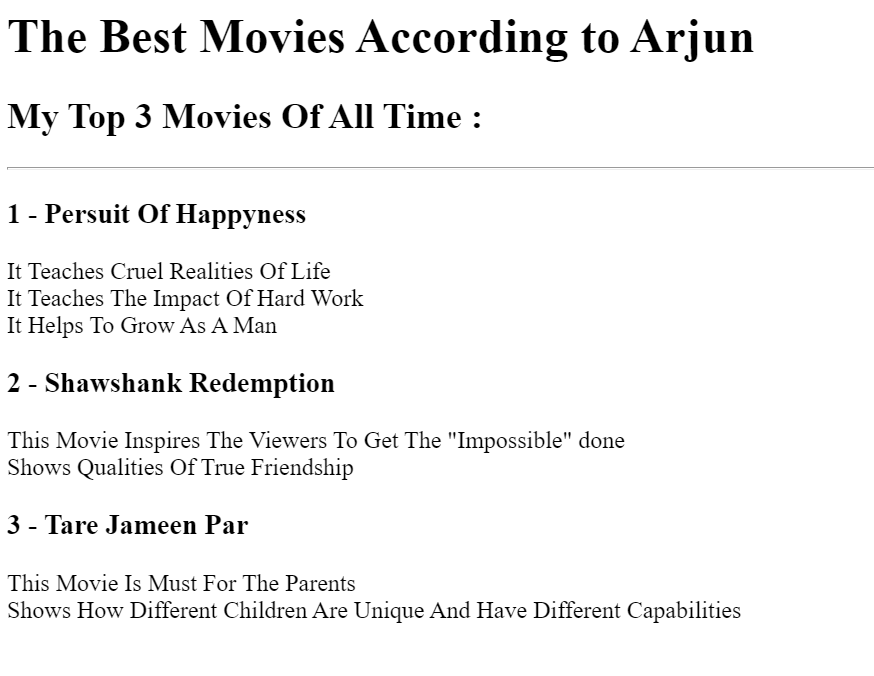 The Best Movies According to Arjun
My Top 3 Movies Of All Time :
1 - Persuit Of Happyness
It Teaches Cruel Realities Of Life
It Teaches The Impact Of Hard Work
It Helps To Grow As A Man
2 - Shawshank Redemption
This Movie Inspires The Viewers To Get The "Impossible" done
Shows Qualities Of True Friendship
3 - Tare Jameen Par
This Movie Is Must For The Parents
Shows How Different Children Are Unique And Have Different Capabilities